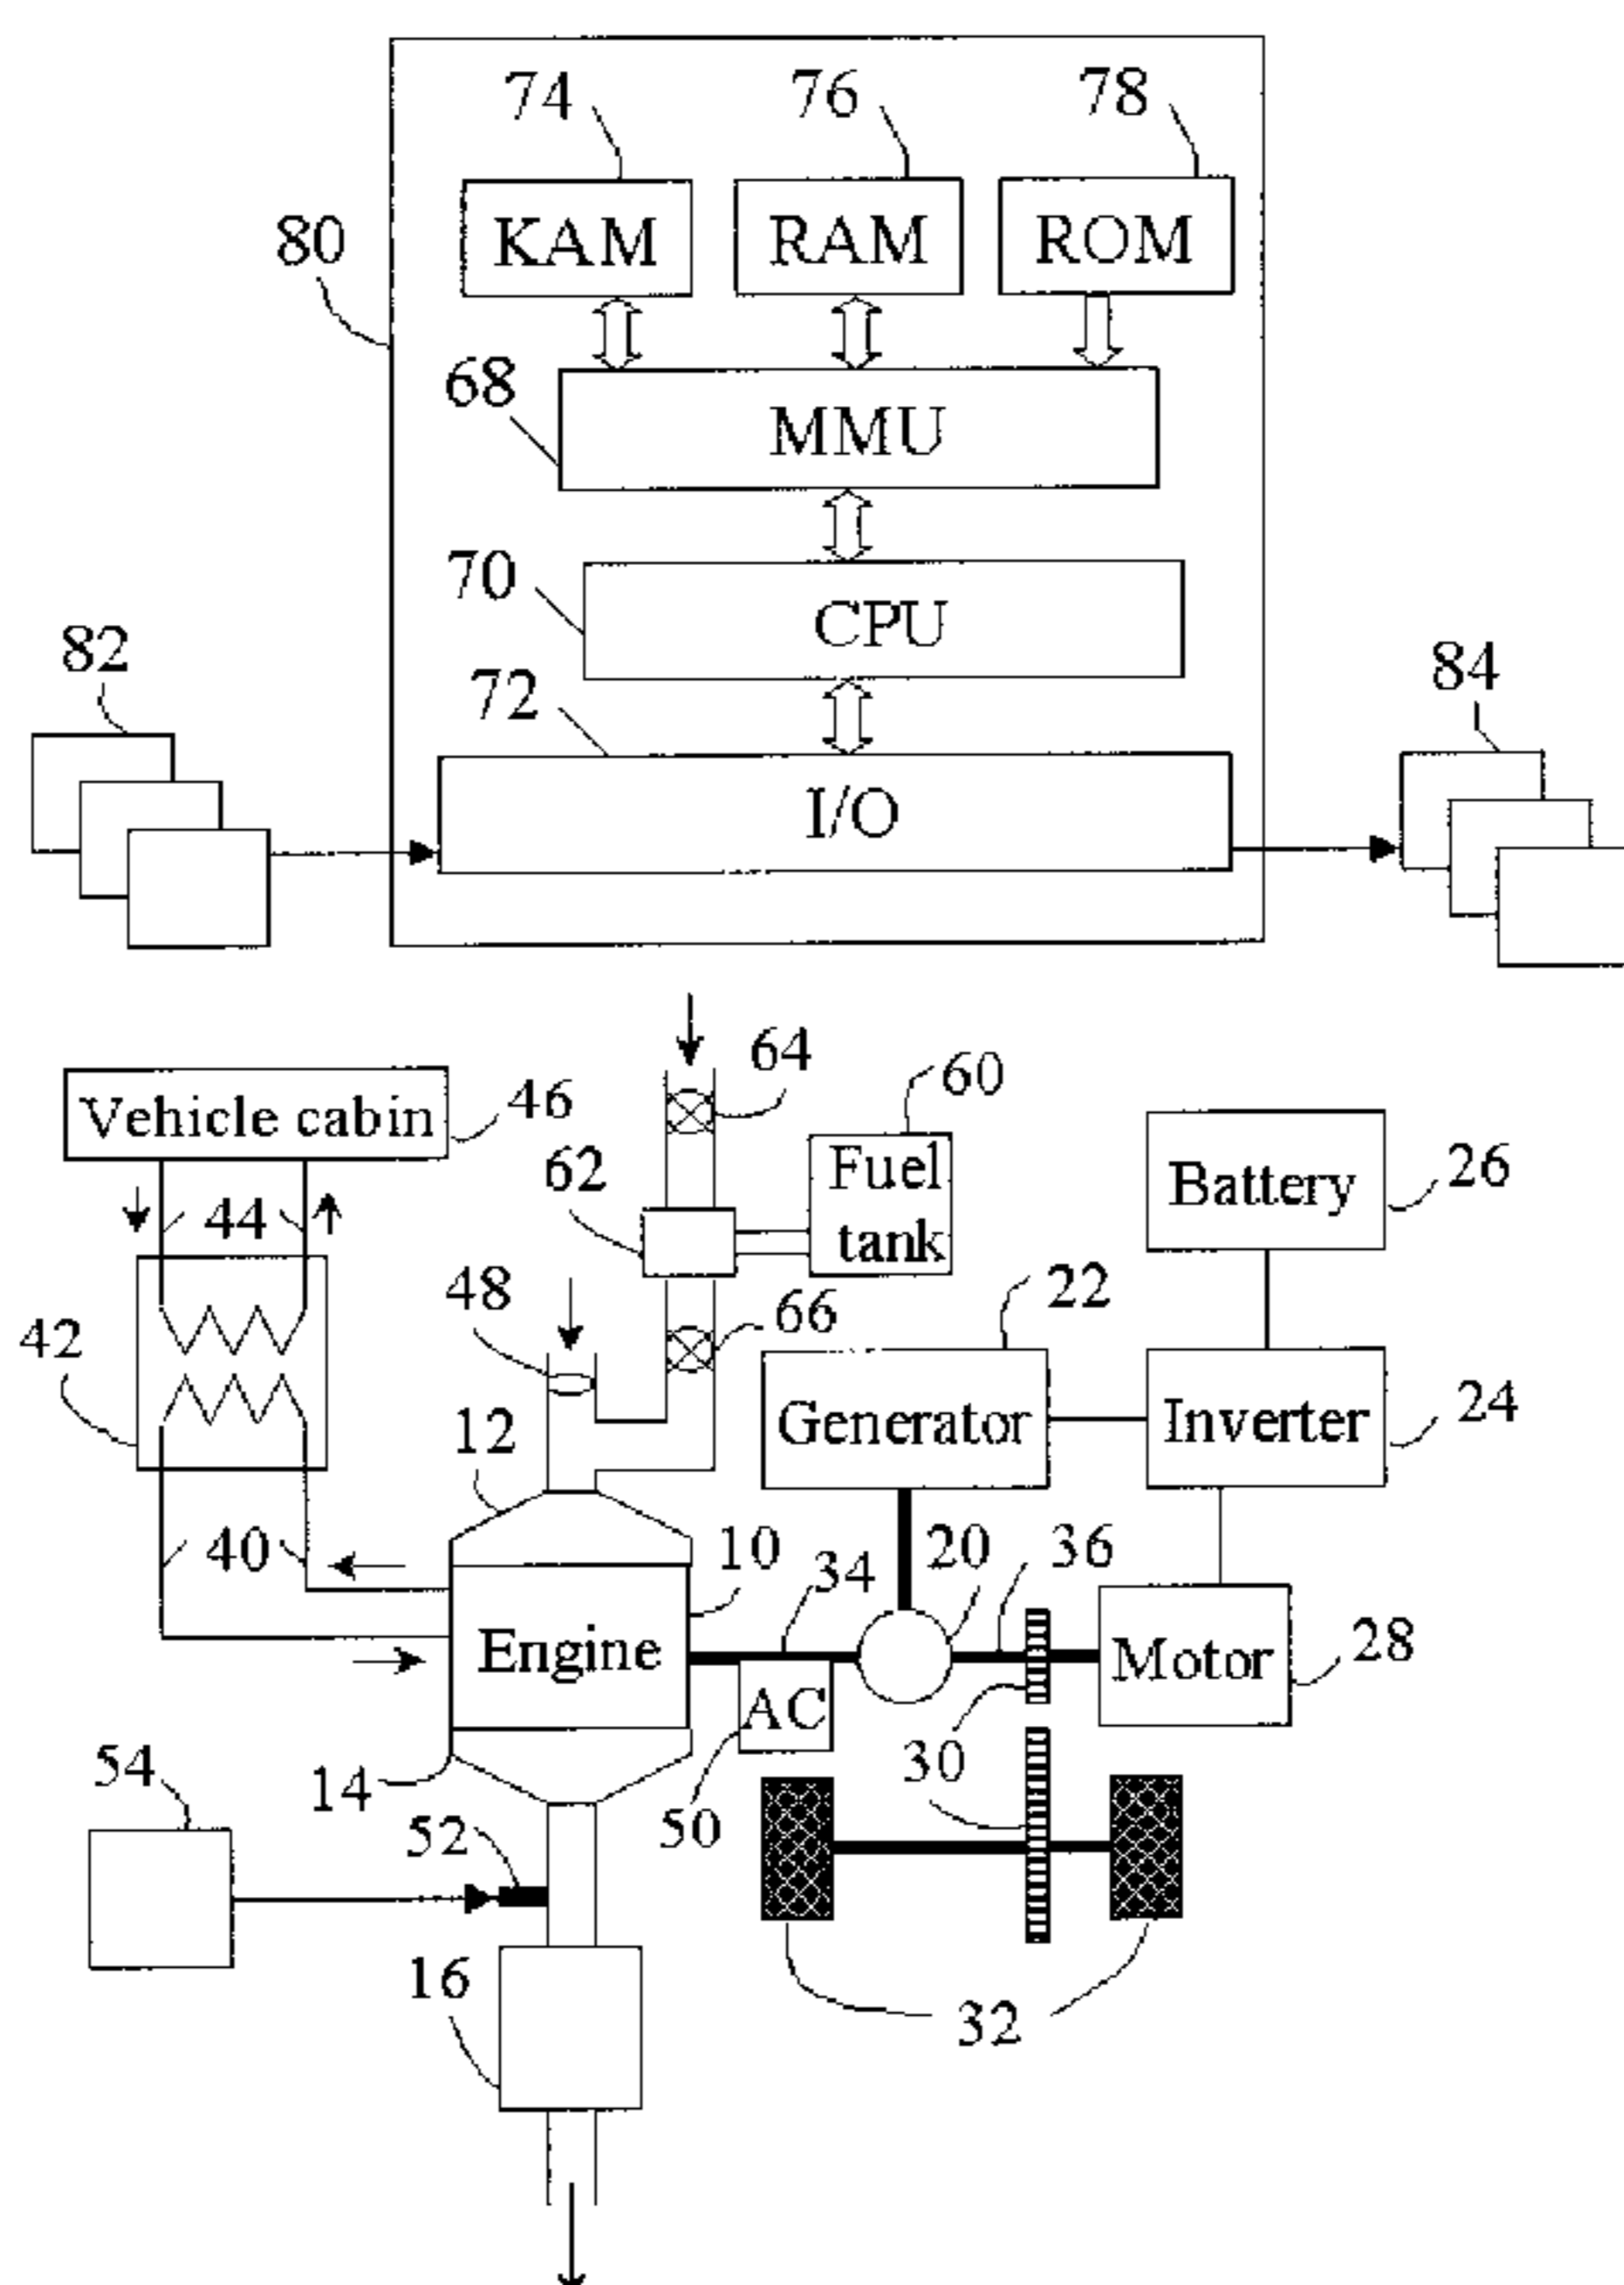 74 76 78
80 KAM RAM ROM
68 MMU
70 CPU
82 72 84
I/O
64 60
Vehicle cabin 46
62 Fuel
tank
Battery 26
44
48 22
42 66
12 Generator Inverter 24
40 10 34 20 36
Engine Motor 28
AC
54 14 30
52 50
16
32